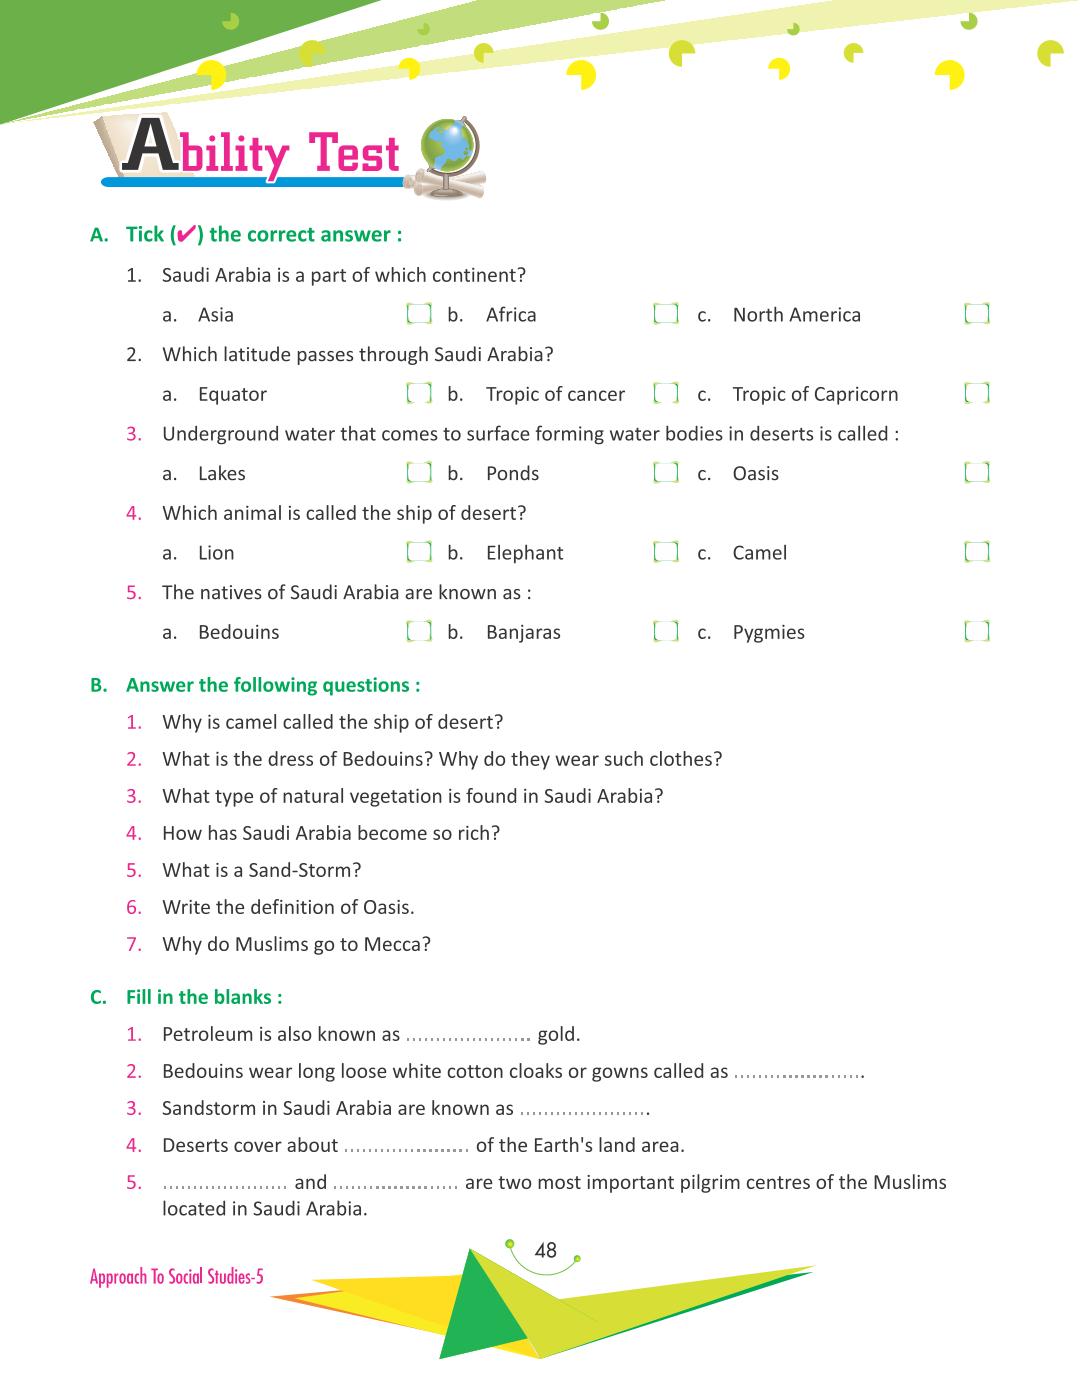 Ability Test
A. Tick (✔) the correct answer :
1. Saudi Arabia is a part of which continent?
a. Asia b. Africa c. North America
2. Which latitude passes through Saudi Arabia?
a. Equator b. Tropic of cancer c. Tropic of Capricorn
3. Underground water that comes to surface forming water bodies in deserts is called :
a. Lakes b. Ponds c. Oasis
4. Which animal is called the ship of desert?
a. Lion b. Elephant c. Camel
5. The natives of Saudi Arabia are known as :
a. Bedouins b. Banjaras c. Pygmies
B. Answer the following questions :
1. Why is camel called the ship of desert?
2. What is the dress of Bedouins? Why do they wear such clothes?
3. What type of natural vegetation is found in Saudi Arabia?
4. How has Saudi Arabia become so rich?
5. What is a Sand-Storm?
6. Write the definition of Oasis.
7. Why do Muslims go to Mecca?
C. Fill in the blanks :
1. Petroleum is also known as ..................... gold.
2. Bedouins wear long loose white cotton cloaks or gowns called as ......................
3. Sandstorm in Saudi Arabia are known as ......................
4. Deserts cover about ..................... of the Earth's land area.
5. ..................... and ..................... are two most important pilgrim centres of the Muslims
located in Saudi Arabia.
48
Approach To Social Studies-5